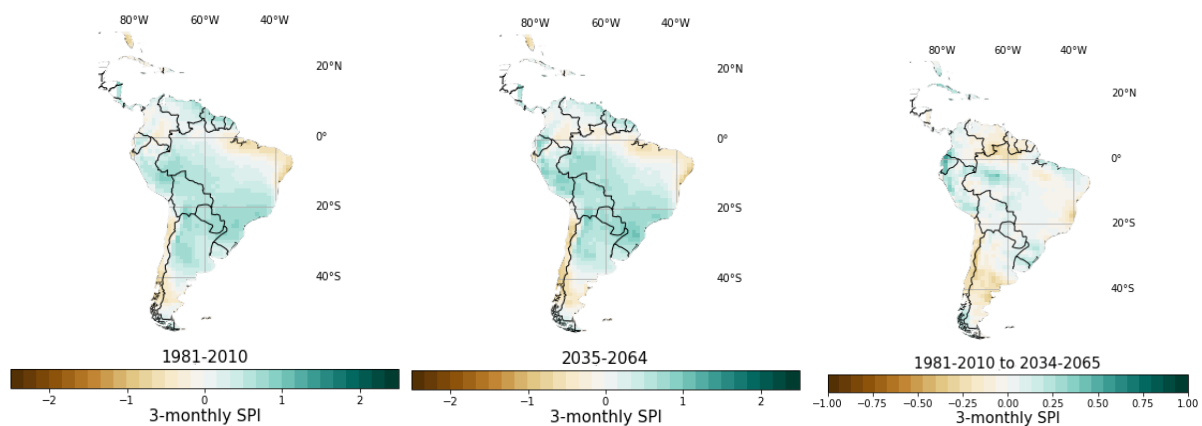 80°W 60°W 40°W
20°N
0°
20°S
40°S
1981-2010
−2 −1 0 1 2
3-monthly SPI
80°W 60°W 40°W
20°N
0°
20°S
40°S
2035-2064
−2 −1 0 1 2
3-monthly SPI
80°W 60°W 40°W
20°N
0°
20°S
40°S
1981-2010 to 2034-2065
−1.00 −0.75 −0.50 −0.25 0.00 0.25 0.50 0.75 1.00
3-monthly SPI